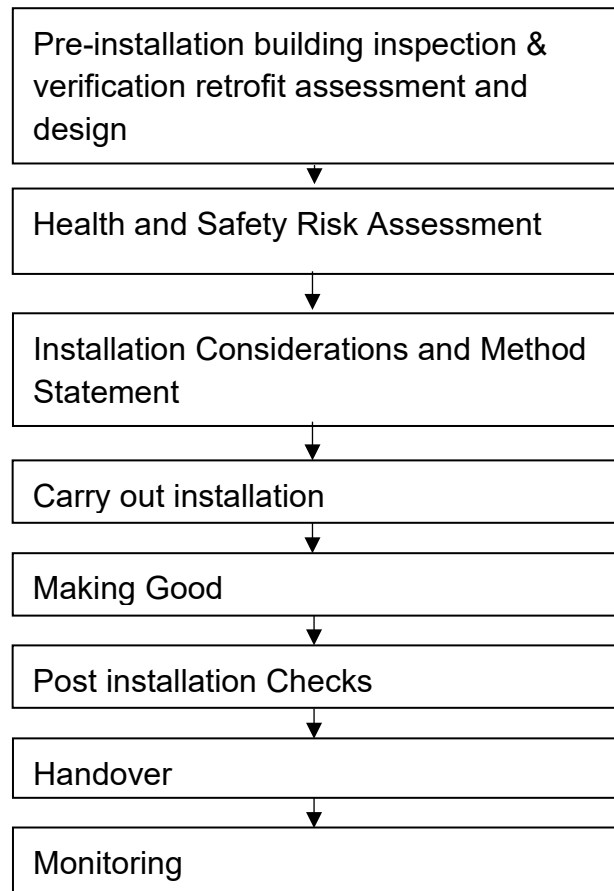 Pre-installation building inspection &
verification retrofit assessment and
design
Health and Safety Risk Assessment
Installation Considerations and Method
Statement
Carry out installation
Making Good
Post installation Checks
Handover
Monitoring